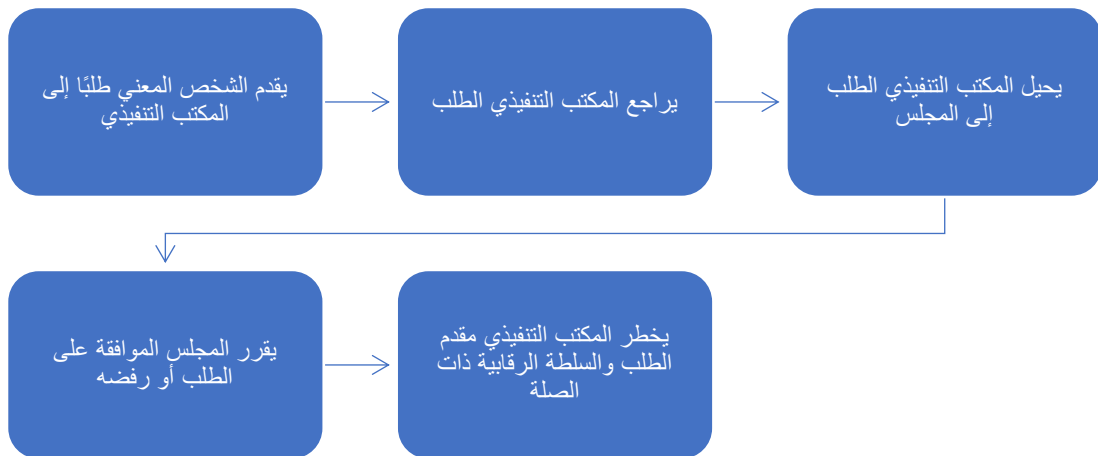 يقدم الشخص المعني طلبًا إلى
المكتب التنفيذي
يراجع المكتب التنفيذي الطلب
يحيل المكتب التنفيذي الطلب
إلى المجلس
يقرر المجلس الموافقة على
الطلب أو رفضه
يخطر المكتب التنفيذي مقدم
الطلب والسلطة الرقابية ذات
الصلة